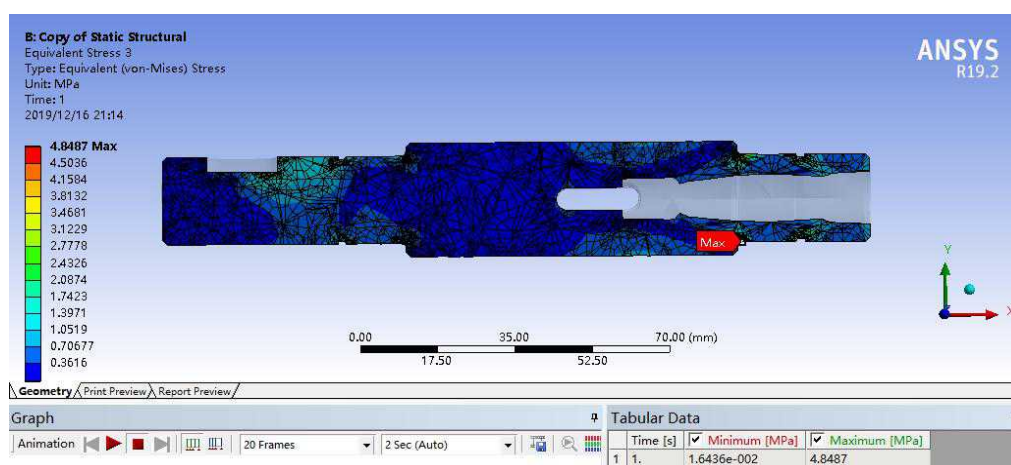 B: Copy of Static Structural
Equivalent Stress 3
Type: Equivalent (von-Mises) Stress
Unit: MPa
Time: 1
2019/12/16 21:14
ANSYS
R19.2
4.8487 Max
4.5036
4.1584
3.8132
3.4681
3.1229
2.7778
2.4326
2.0874
1.7423
1.3971
1.0519
0.70677
0.3616
Max
Y
X
0.00 35.00 70.00 (mm)
17.50 52.50
Geometry Print Preview Report Preview
Graph
Animation 20 Frames 2 Sec (Auto)
Tabular Data
Time [s] Minimum [MPa] Maximum [MPa]
1 1. 1.6436e-002 4.8487